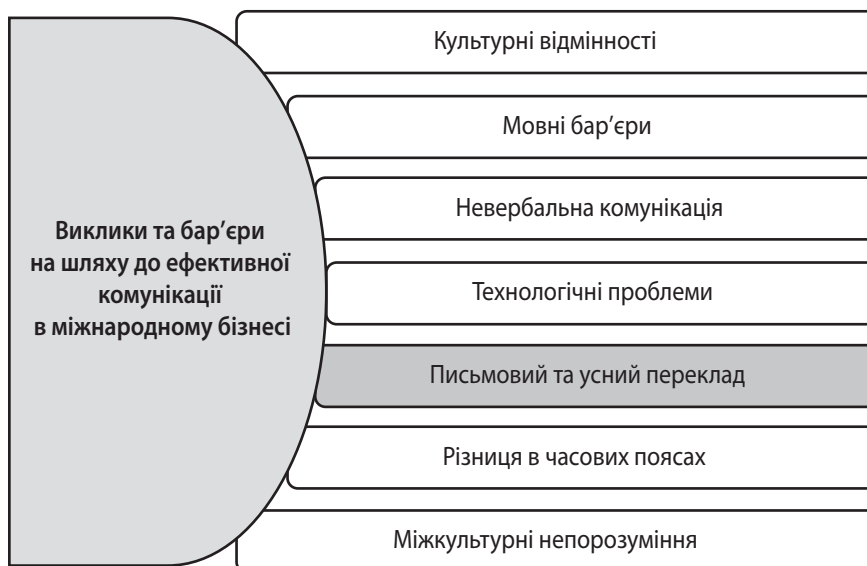 Культурні відмінності
Мовні бар’єри
Невербальна комунікація
Виклики та бар’єри
на шляху до ефективної
комунікації
в міжнародному бізнесі
Технологічні проблеми
Письмовий та усний переклад
Різниця в часових поясах
Міжкультурні непорозуміння